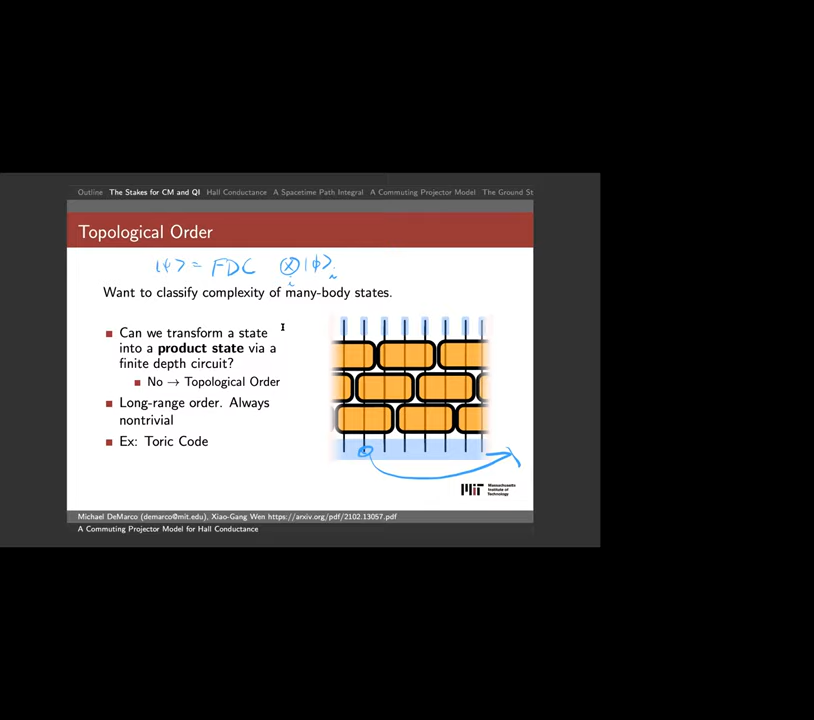 Outline The Stakes for CM and QI Hall Conductance A Spacetime Path Integral A Commuting Projector Model The Ground St
Topological Order
|ψ⟩ = FDC ⊗ᵢ |ϕ⟩ᵢ
Want to classify complexity of many-body states.
■ Can we transform a state
into a product state via a
finite depth circuit?
■ No → Topological Order
■ Long-range order. Always
nontrivial
■ Ex: Toric Code
MIT Massachusetts
Institute of
Technology
Michael DeMarco (demarco@mit.edu), Xiao-Gang Wen https://arxiv.org/pdf/2102.13057.pdf
A Commuting Projector Model for Hall Conductance